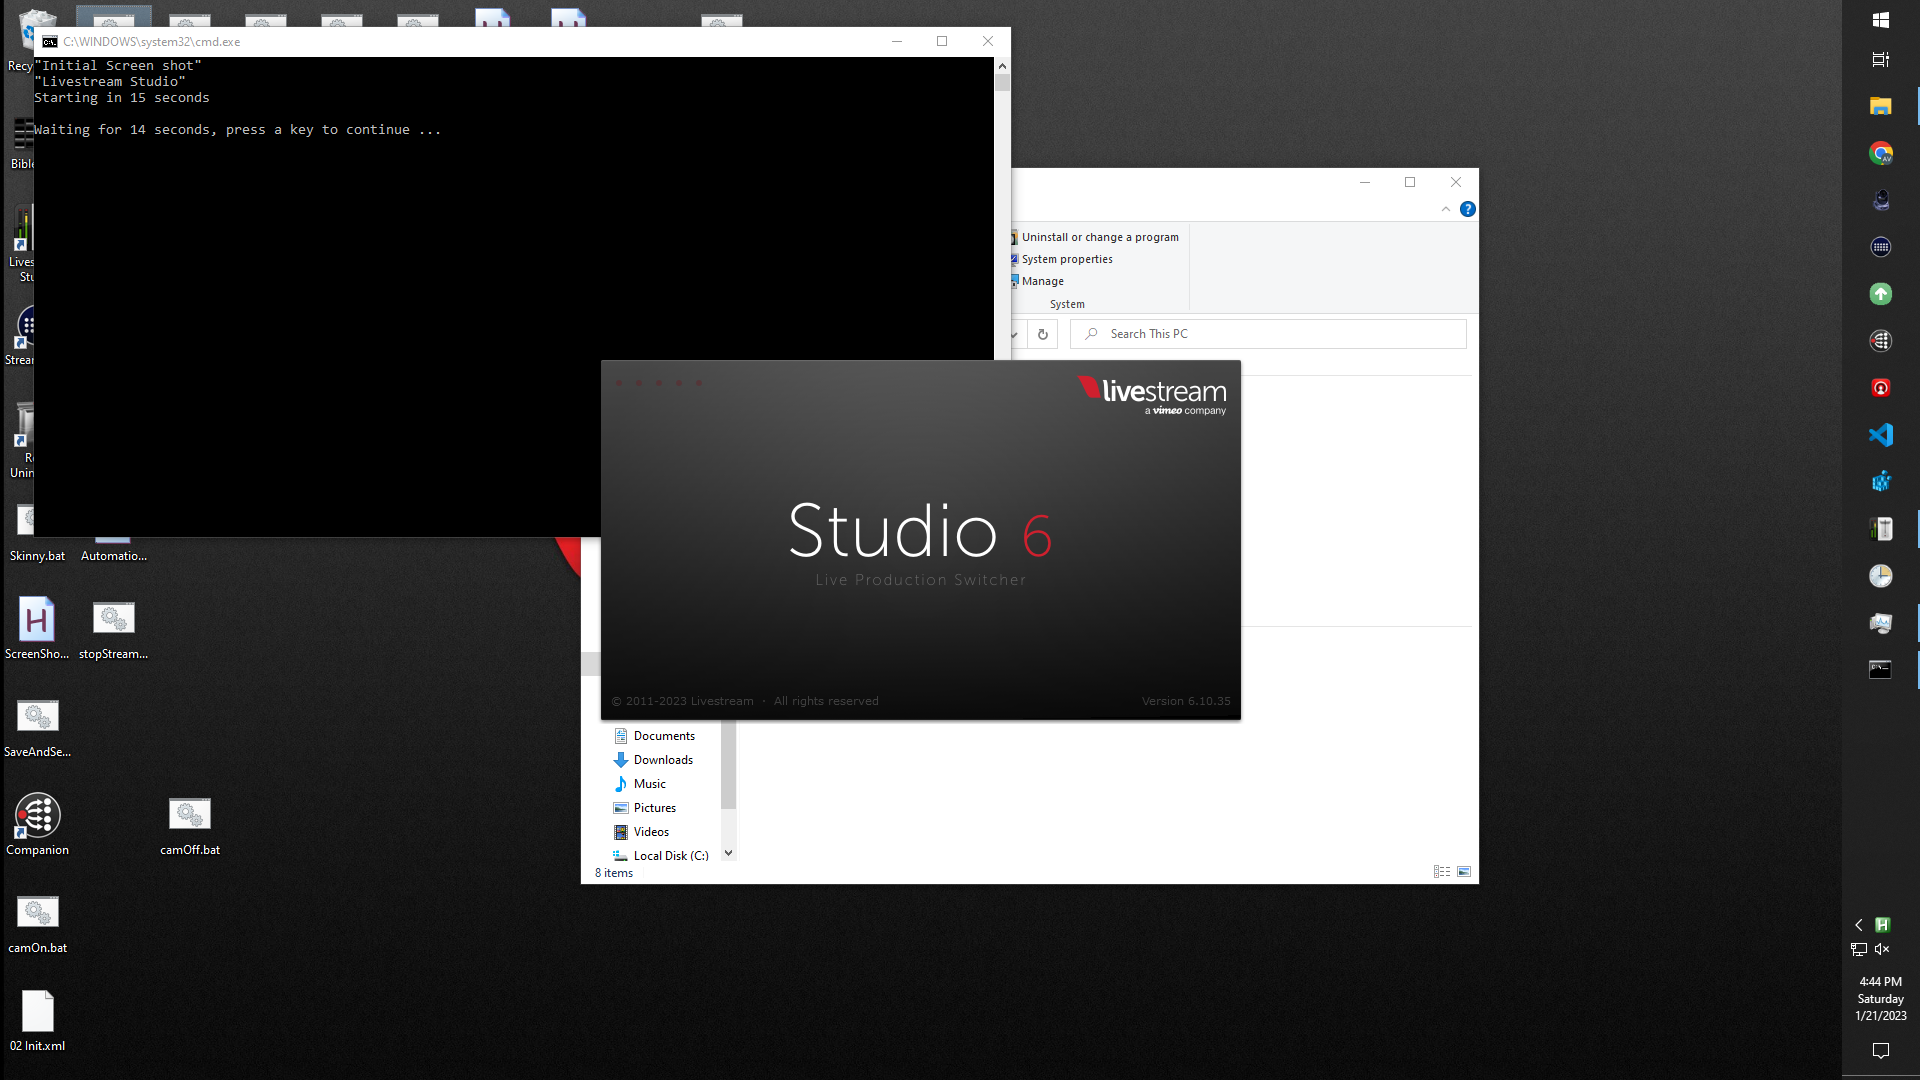 C:\WINDOWS\system32\cmd.exe
"Initial Screen shot"
"Livestream Studio"
Starting in 15 seconds
Waiting for 14 seconds, press a key to continue ...
Uninstall or change a program
System properties
Manage
System
Search This PC
livestream
a vimeo company
Studio 6
Live Production Switcher
© 2011-2023 Livestream · All rights reserved
Version 6.10.35
Documents
Downloads
Music
Pictures
Videos
Local Disk (C:)
8 items
Recy
Bible
Lives
Stu
Strea
Re
Unin
Skinny.bat
Automatio...
ScreenSho...
stopStream...
SaveAndSe...
Companion
camOff.bat
camOn.bat
02 Init.xml
4:44 PM
Saturday
1/21/2023